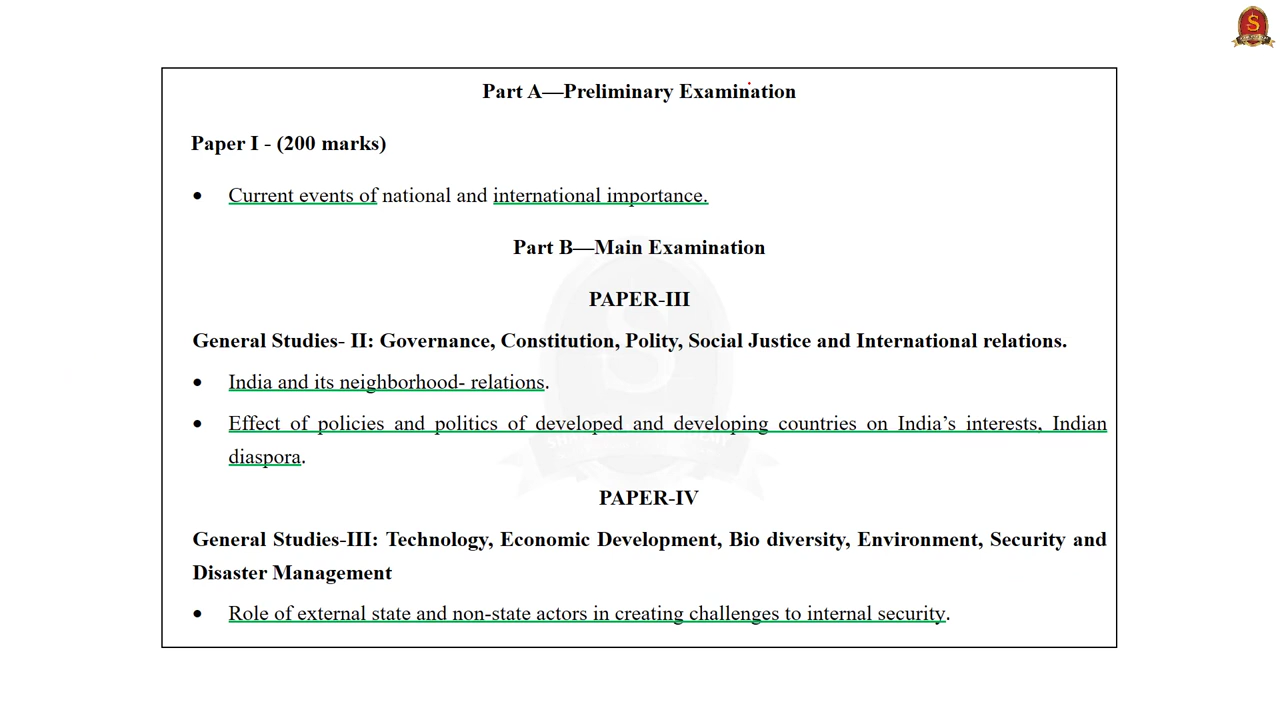 Part A—Preliminary Examination
Paper I - (200 marks)
• Current events of national and international importance.
Part B—Main Examination
PAPER-III
General Studies- II: Governance, Constitution, Polity, Social Justice and International relations.
• India and its neighborhood- relations.
• Effect of policies and politics of developed and developing countries on India’s interests, Indian
diaspora.
PAPER-IV
General Studies-III: Technology, Economic Development, Bio diversity, Environment, Security and
Disaster Management
• Role of external state and non-state actors in creating challenges to internal security.